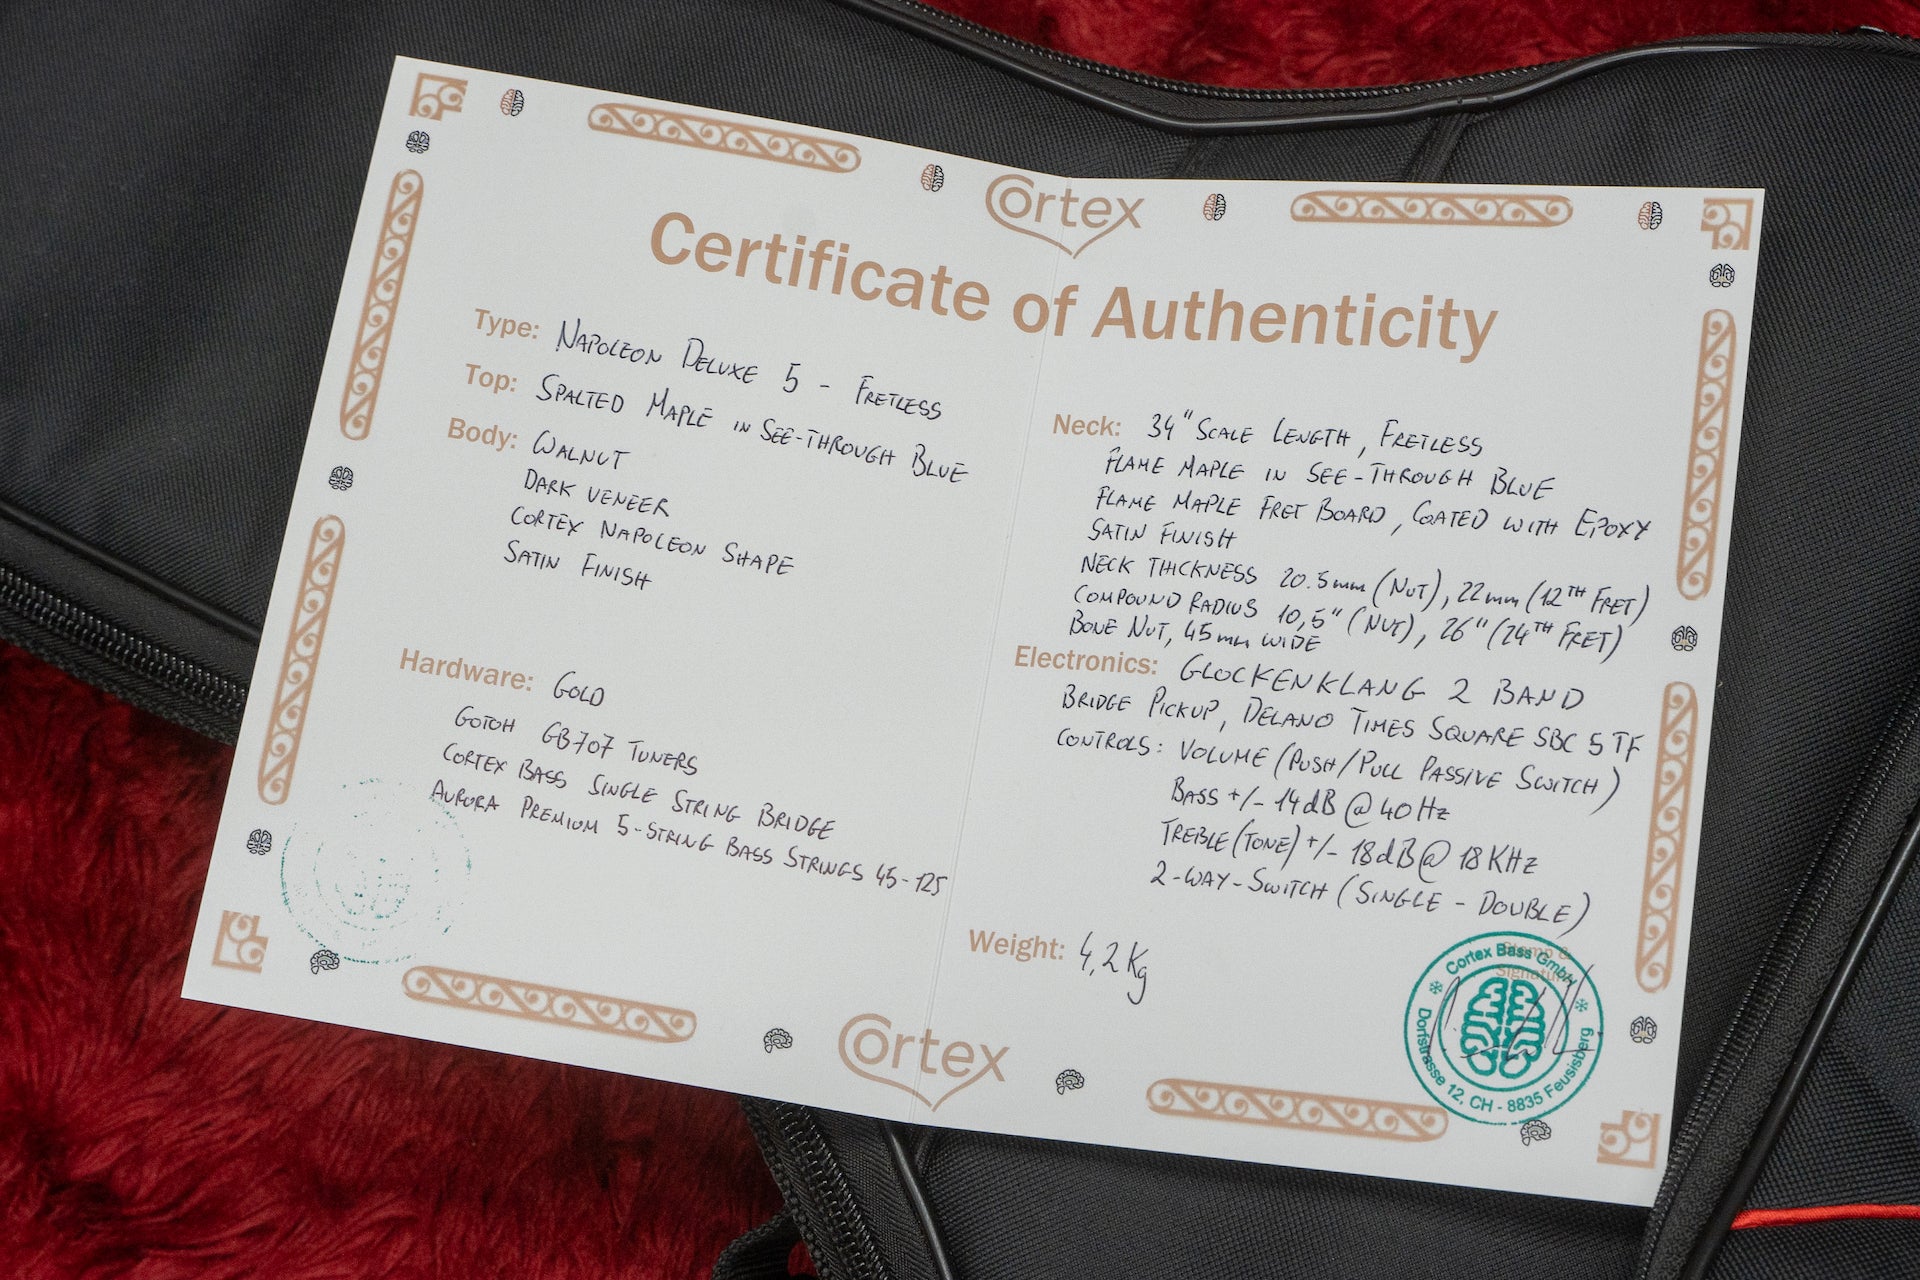 Cortex
Certificate of Authenticity
Type: NAPOLEON DELUXE 5 - FRETLESS
Top: SPALTED MAPLE IN SEE-THROUGH BLUE
Body: WALNUT
DARK VENEER
CORTEX NAPOLEON SHAPE
SATIN FINISH
Hardware: GOLD
GOTOH GB707 TUNERS
CORTEX BASS SINGLE STRING BRIDGE
AURORA PREMIUM 5-STRING BASS STRINGS 45-125
Neck: 34" SCALE LENGTH, FRETLESS
FLAME MAPLE IN SEE-THROUGH BLUE
FLAME MAPLE FRET BOARD, COATED WITH EPOXY
SATIN FINISH
NECK THICKNESS 20.5mm (NUT), 22mm (12TH FRET)
COMPOUND RADIUS 10,5" (NUT), 26" (24TH FRET)
BONE NUT, 45mm WIDE
Electronics: GLOCKENKLANG 2 BAND
BRIDGE PICKUP, DELANO TIMES SQUARE SBC 5 TF
CONTROLS: VOLUME (PUSH/PULL PASSIVE SWITCH)
BASS +/- 14dB @ 40Hz
TREBLE (TONE) +/- 18dB @ 18KHz
2-WAY-SWITCH (SINGLE - DOUBLE)
Weight: 4,2 Kg
Stamp &
Signature
Cortex Bass GmbH
Dorfstrasse 12, CH - 8835 Feusisberg
Cortex